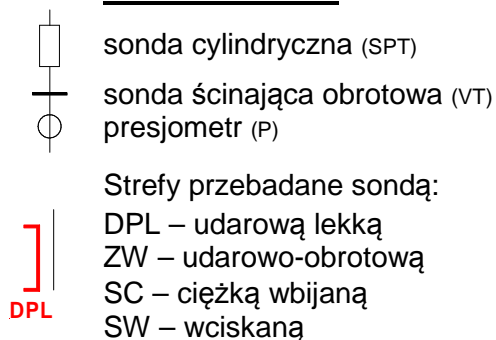 sonda cylindryczna (SPT)
sonda ścinająca obrotowa (VT)
presjometr (P)
Strefy przebadane sondą:
DPL – udarową lekką
ZW – udarowo-obrotową
SC – ciężką wbijaną
SW – wciskaną
DPL